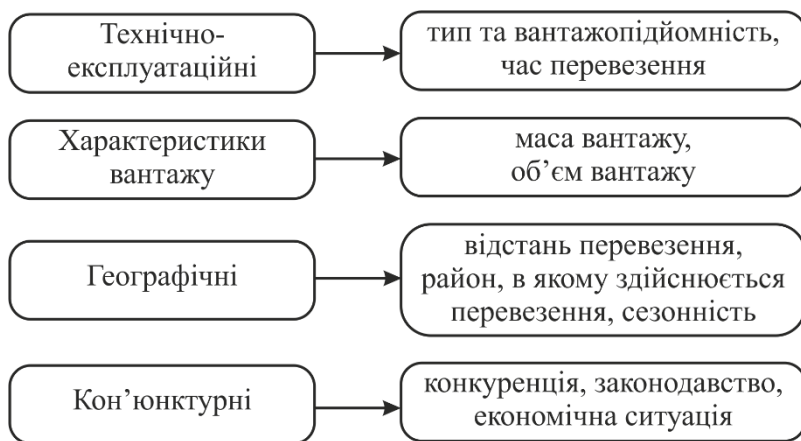 Технічно-
експлуатаційні
тип та вантажопідйомність,
час перевезення
Характеристики
вантажу
маса вантажу,
об’єм вантажу
Географічні
відстань перевезення,
район, в якому здійснюється
перевезення, сезонність
Кон’юнктурні
конкуренція, законодавство,
економічна ситуація